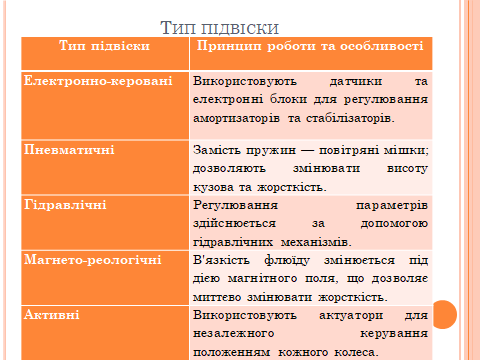 Тип підвіски
Тип підвіски
Принцип роботи та особливості
Електронно-керовані
Використовують датчики та
електронні блоки для регулювання
амортизаторів та стабілізаторів.
Пневматичні
Замість пружин — повітряні мішки;
дозволяють змінювати висоту
кузова та жорсткість.
Гідравлічні
Регулювання параметрів
здійснюється за допомогою
гідравлічних механізмів.
Магнето-реологічні
В'язкість флюїду змінюється під
дією магнітного поля, що дозволяє
миттєво змінювати жорсткість.
Активні
Використовують актуатори для
незалежного керування
положенням кожного колеса.